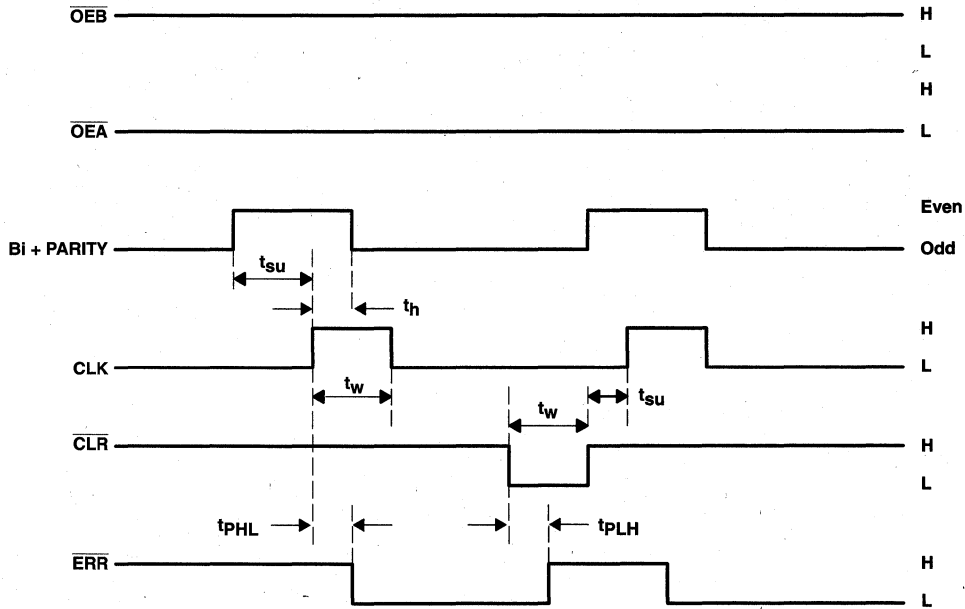 OEB H
L
H
OEA L
Even
Bi + PARITY Odd
tsu
th
H
CLK L
tw tw tsu
CLR H
L
tPHL tPLH
ERR H
L